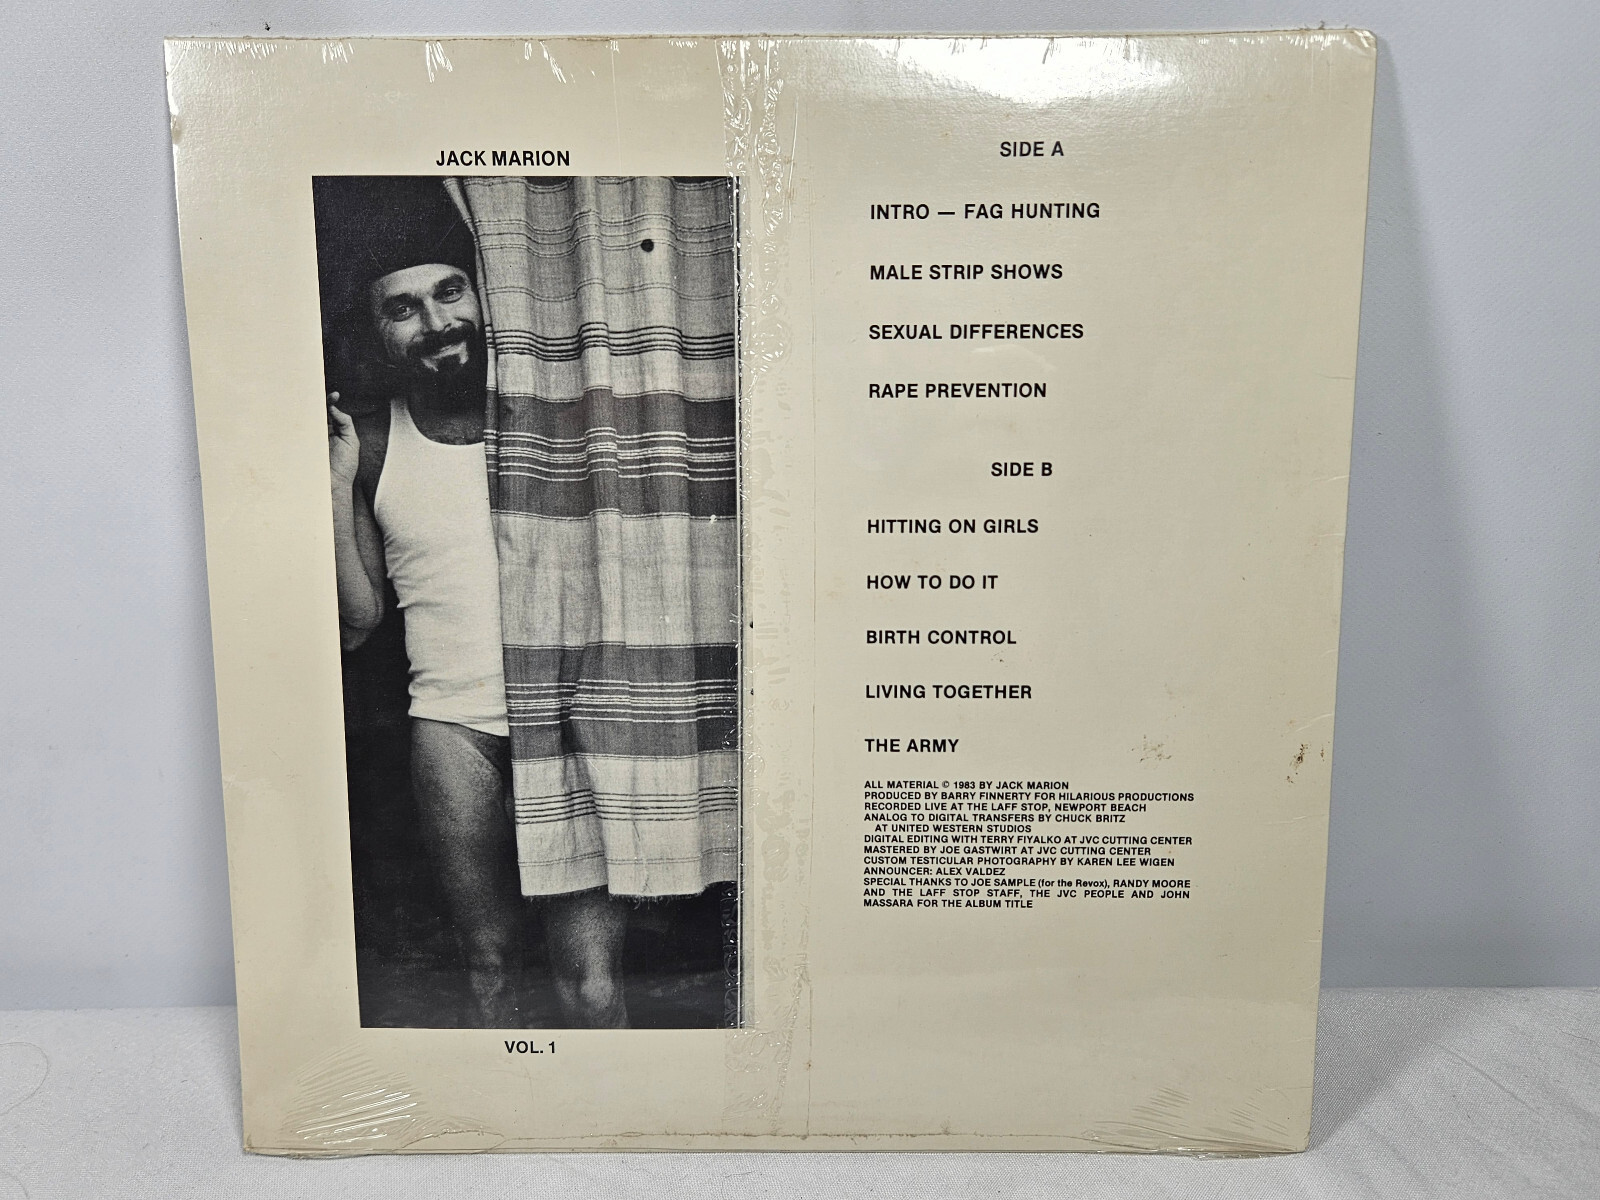 JACK MARION
VOL. 1
SIDE A
INTRO — FAG HUNTING
MALE STRIP SHOWS
SEXUAL DIFFERENCES
RAPE PREVENTION
SIDE B
HITTING ON GIRLS
HOW TO DO IT
BIRTH CONTROL
LIVING TOGETHER
THE ARMY
ALL MATERIAL © 1983 BY JACK MARION
PRODUCED BY BARRY FINNERTY FOR HILARIOUS PRODUCTIONS
RECORDED LIVE AT THE LAFF STOP, NEWPORT BEACH
ANALOG TO DIGITAL TRANSFERS BY CHUCK BRITZ
AT UNITED WESTERN STUDIOS
DIGITAL EDITING WITH TERRY FIYALKO AT JVC CUTTING CENTER
MASTERED BY JOE GASTWIRT AT JVC CUTTING CENTER
CUSTOM TESTICULAR PHOTOGRAPHY BY KAREN LEE WIGEN
ANNOUNCER: ALEX VALDEZ
SPECIAL THANKS TO JOE SAMPLE (for the Revox), RANDY MOORE
AND THE LAFF STOP STAFF, THE JVC PEOPLE AND JOHN
MASSARA FOR THE ALBUM TITLE